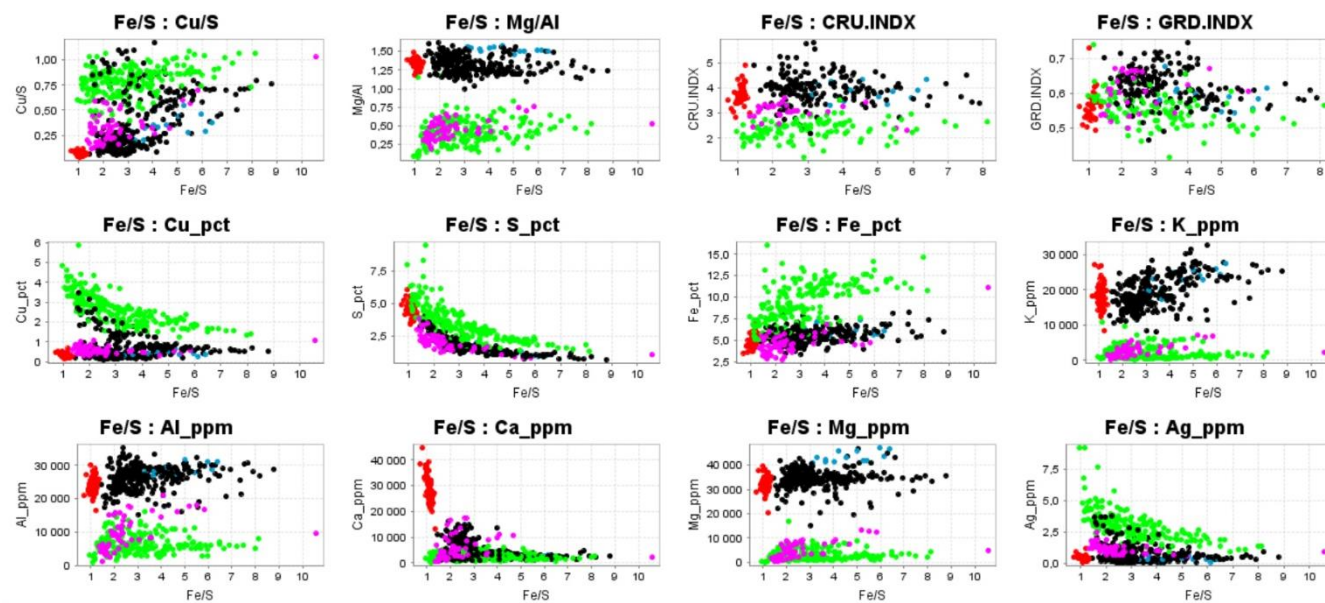 Fe/S : Cu/S
Cu/S
1,00
0,75
0,50
0,25
1 2 3 4 5 6 7 8 9 10
Fe/S
Fe/S : Mg/Al
Mg/Al
1,50
1,25
1,00
0,75
0,50
0,25
1 2 3 4 5 6 7 8 9 10
Fe/S
Fe/S : CRU.INDX
CRU.INDX
5
4
3
2
1 2 3 4 5 6 7 8
Fe/S
Fe/S : GRD.INDX
GRD.INDX
0,7
0,6
0,5
1 2 3 4 5 6 7 8
Fe/S
Fe/S : Cu_pct
Cu_pct
6
5
4
3
2
1
0
1 2 3 4 5 6 7 8 9 10
Fe/S
Fe/S : S_pct
S_pct
7,5
5,0
2,5
1 2 3 4 5 6 7 8 9 10
Fe/S
Fe/S : Fe_pct
Fe_pct
15,0
12,5
10,0
7,5
5,0
2,5
1 2 3 4 5 6 7 8 9 10
Fe/S
Fe/S : K_ppm
K_ppm
30 000
20 000
10 000
0
1 2 3 4 5 6 7 8 9 10
Fe/S
Fe/S : Al_ppm
Al_ppm
30 000
20 000
10 000
0
1 2 3 4 5 6 7 8 9 10
Fe/S
Fe/S : Ca_ppm
Ca_ppm
40 000
30 000
20 000
10 000
0
1 2 3 4 5 6 7 8 9 10
Fe/S
Fe/S : Mg_ppm
Mg_ppm
40 000
30 000
20 000
10 000
0
1 2 3 4 5 6 7 8 9 10
Fe/S
Fe/S : Ag_ppm
Ag_ppm
7,5
5,0
2,5
0,0
1 2 3 4 5 6 7 8 9 10
Fe/S